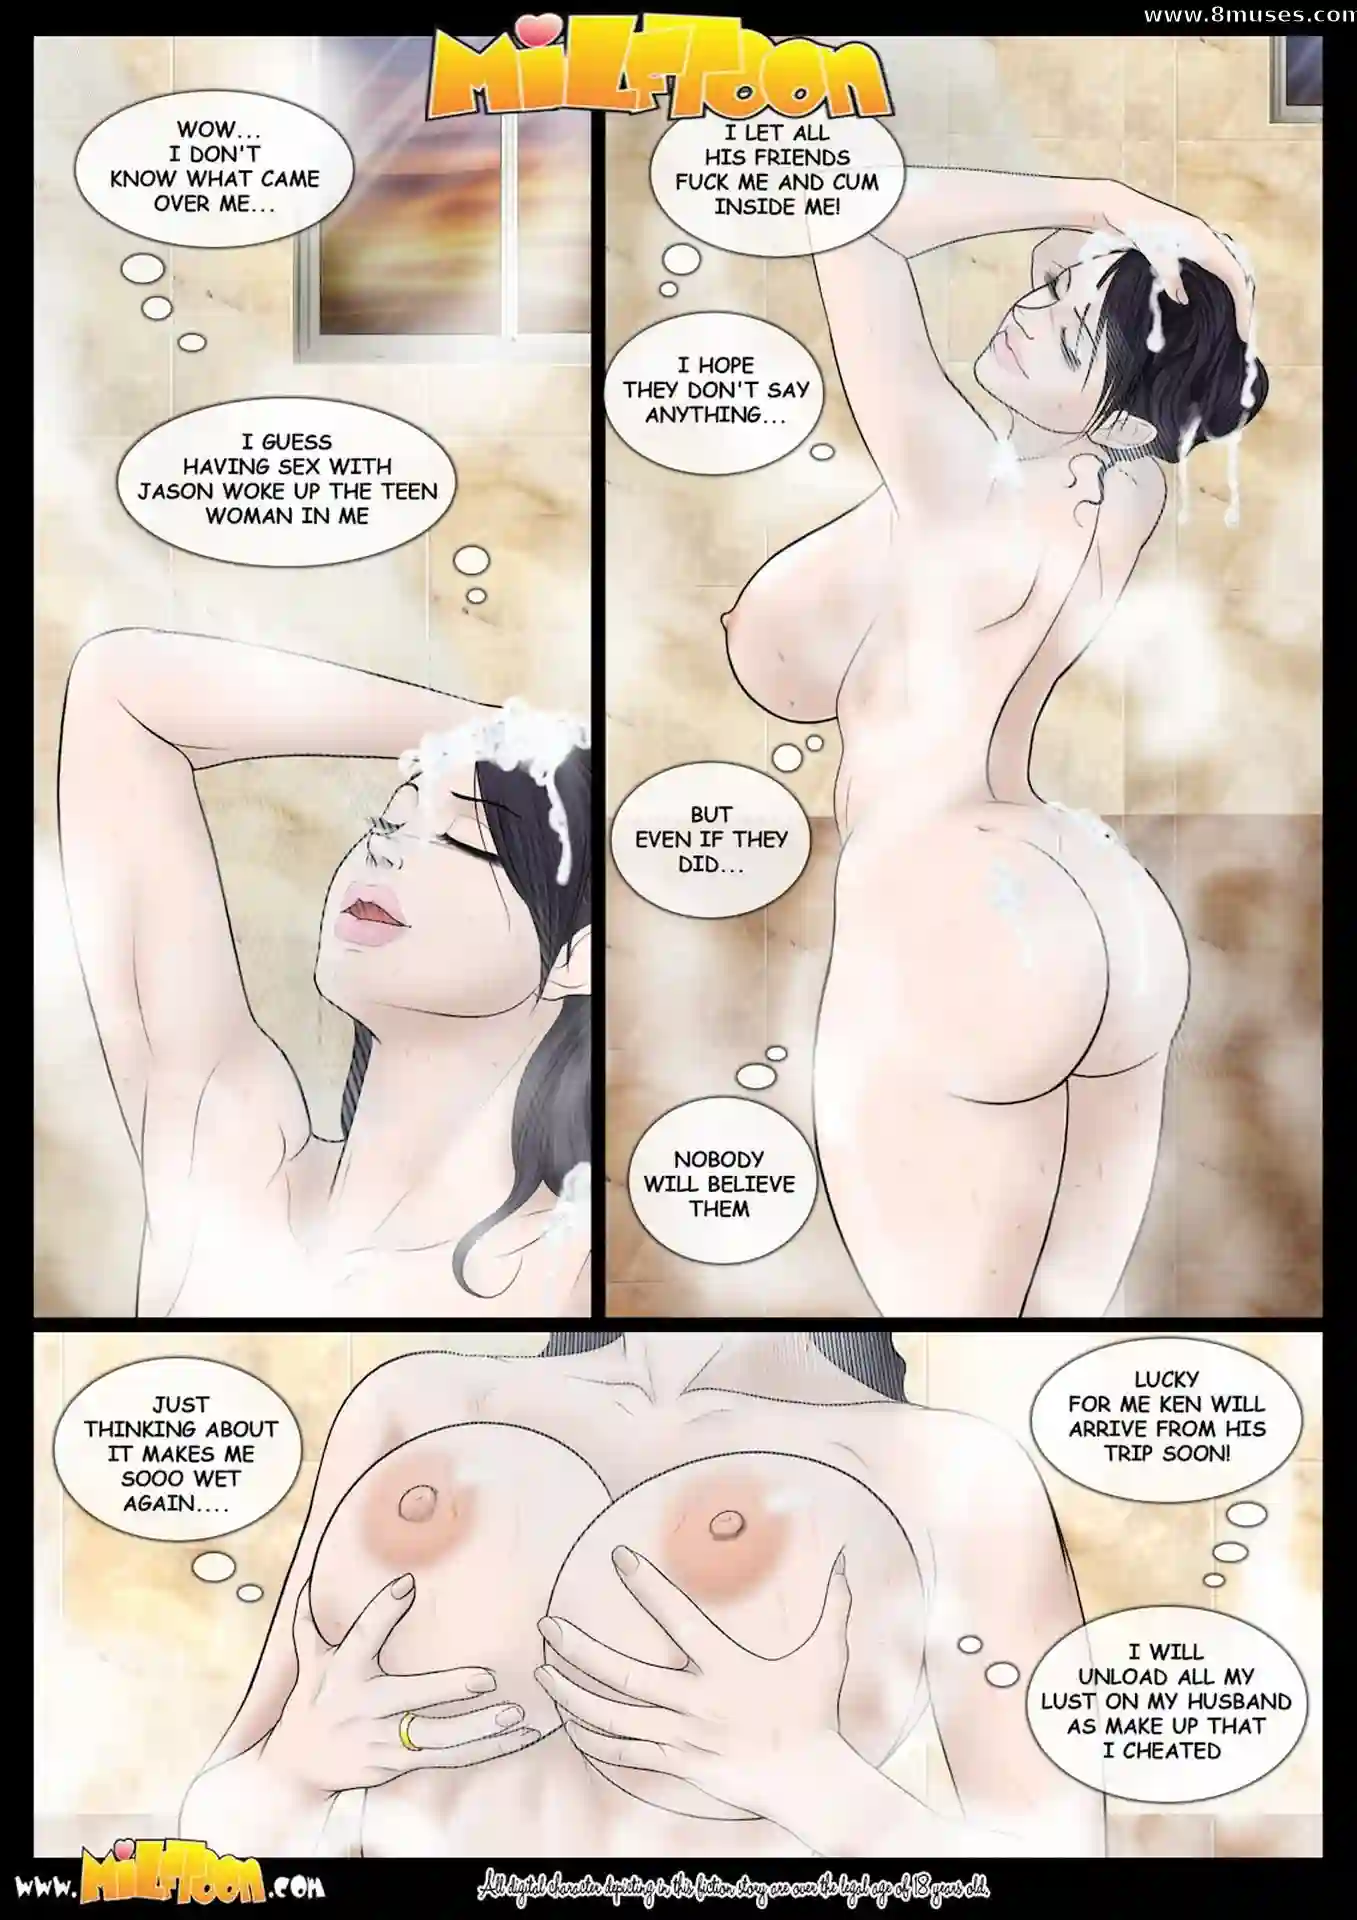 www.8muses.com
MILFTOON
WOW...
I DON'T
KNOW WHAT CAME
OVER ME...
I GUESS
HAVING SEX WITH
JASON WOKE UP THE TEEN
WOMAN IN ME
I LET ALL
HIS FRIENDS
FUCK ME AND CUM
INSIDE ME!
I HOPE
THEY DON'T SAY
ANYTHING...
BUT
EVEN IF THEY
DID...
NOBODY
WILL BELIEVE
THEM
JUST
THINKING ABOUT
IT MAKES ME
SOOO WET
AGAIN....
LUCKY
FOR ME KEN WILL
ARRIVE FROM HIS
TRIP SOON!
I WILL
UNLOAD ALL MY
LUST ON MY HUSBAND
AS MAKE UP THAT
I CHEATED
www.MILFTOON.com
All digital character depicting in this fiction story are over the legal age of 18 years old.